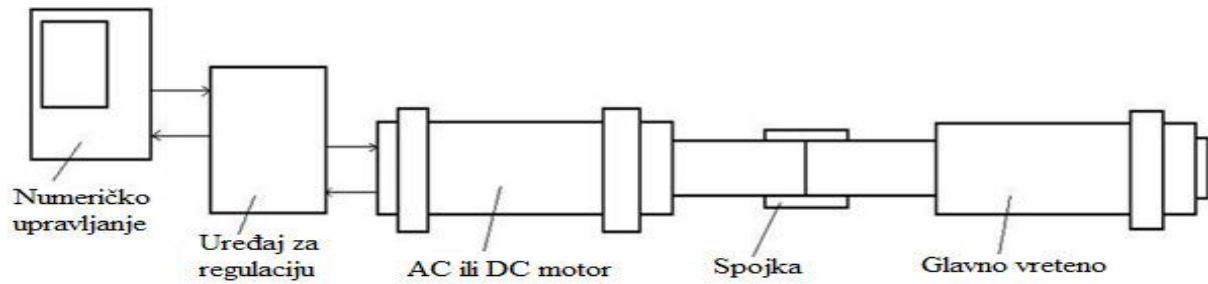 Numeričko
upravljanje
Uređaj za
regulaciju
AC ili DC motor
Spojka
Glavno vreteno